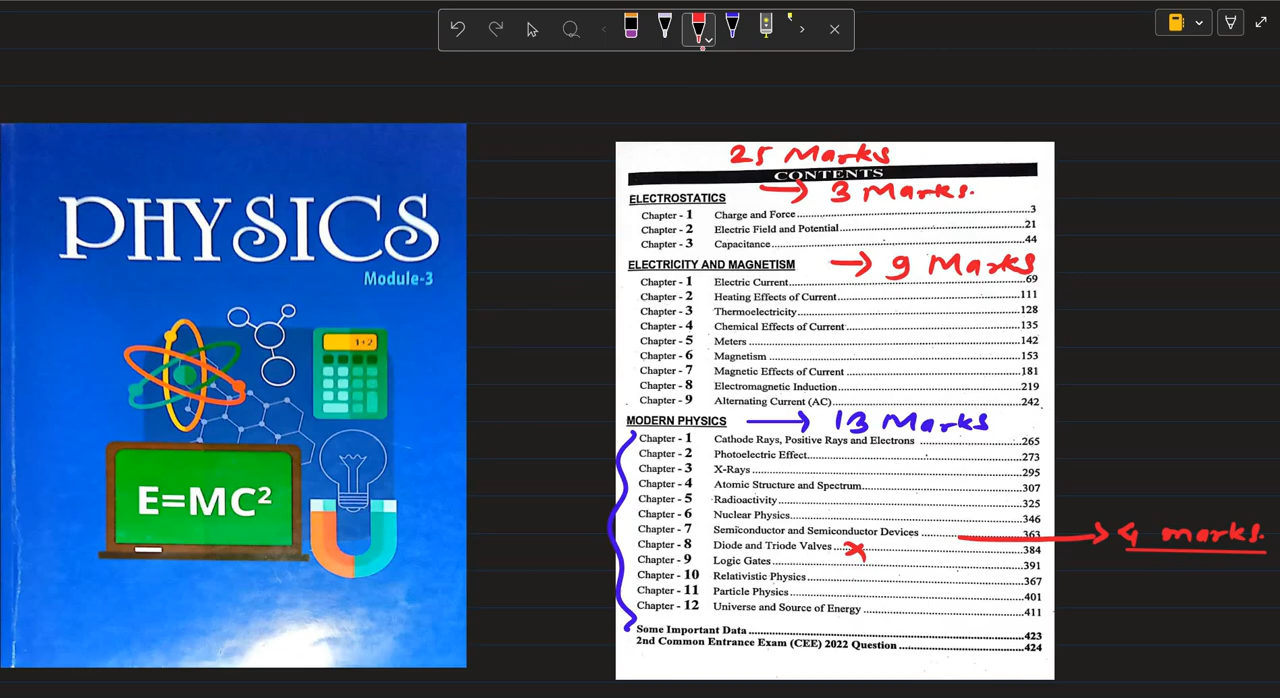 PHYSICS
Module-3
1+2
E=MC²
25 Marks
CONTENTS
ELECTROSTATICS → 3 Marks.
Chapter - 1 Charge and Force 3
Chapter - 2 Electric Field and Potential 21
Chapter - 3 Capacitance 44
ELECTRICITY AND MAGNETISM → 9 Marks
Chapter - 1 Electric Current 69
Chapter - 2 Heating Effects of Current 111
Chapter - 3 Thermoelectricity 128
Chapter - 4 Chemical Effects of Current 135
Chapter - 5 Meters 142
Chapter - 6 Magnetism 153
Chapter - 7 Magnetic Effects of Current 181
Chapter - 8 Electromagnetic Induction 219
Chapter - 9 Alternating Current (AC) 242
MODERN PHYSICS → 13 Marks
Chapter - 1 Cathode Rays, Positive Rays and Electrons 265
Chapter - 2 Photoelectric Effect 273
Chapter - 3 X-Rays 295
Chapter - 4 Atomic Structure and Spectrum 307
Chapter - 5 Radioactivity 325
Chapter - 6 Nuclear Physics 346
Chapter - 7 Semiconductor and Semiconductor Devices 363 → 4 marks.
Chapter - 8 Diode and Triode Valves x 384
Chapter - 9 Logic Gates 391
Chapter - 10 Relativistic Physics 367
Chapter - 11 Particle Physics 401
Chapter - 12 Universe and Source of Energy 411
Some Important Data 423
2nd Common Entrance Exam (CEE) 2022 Question 424